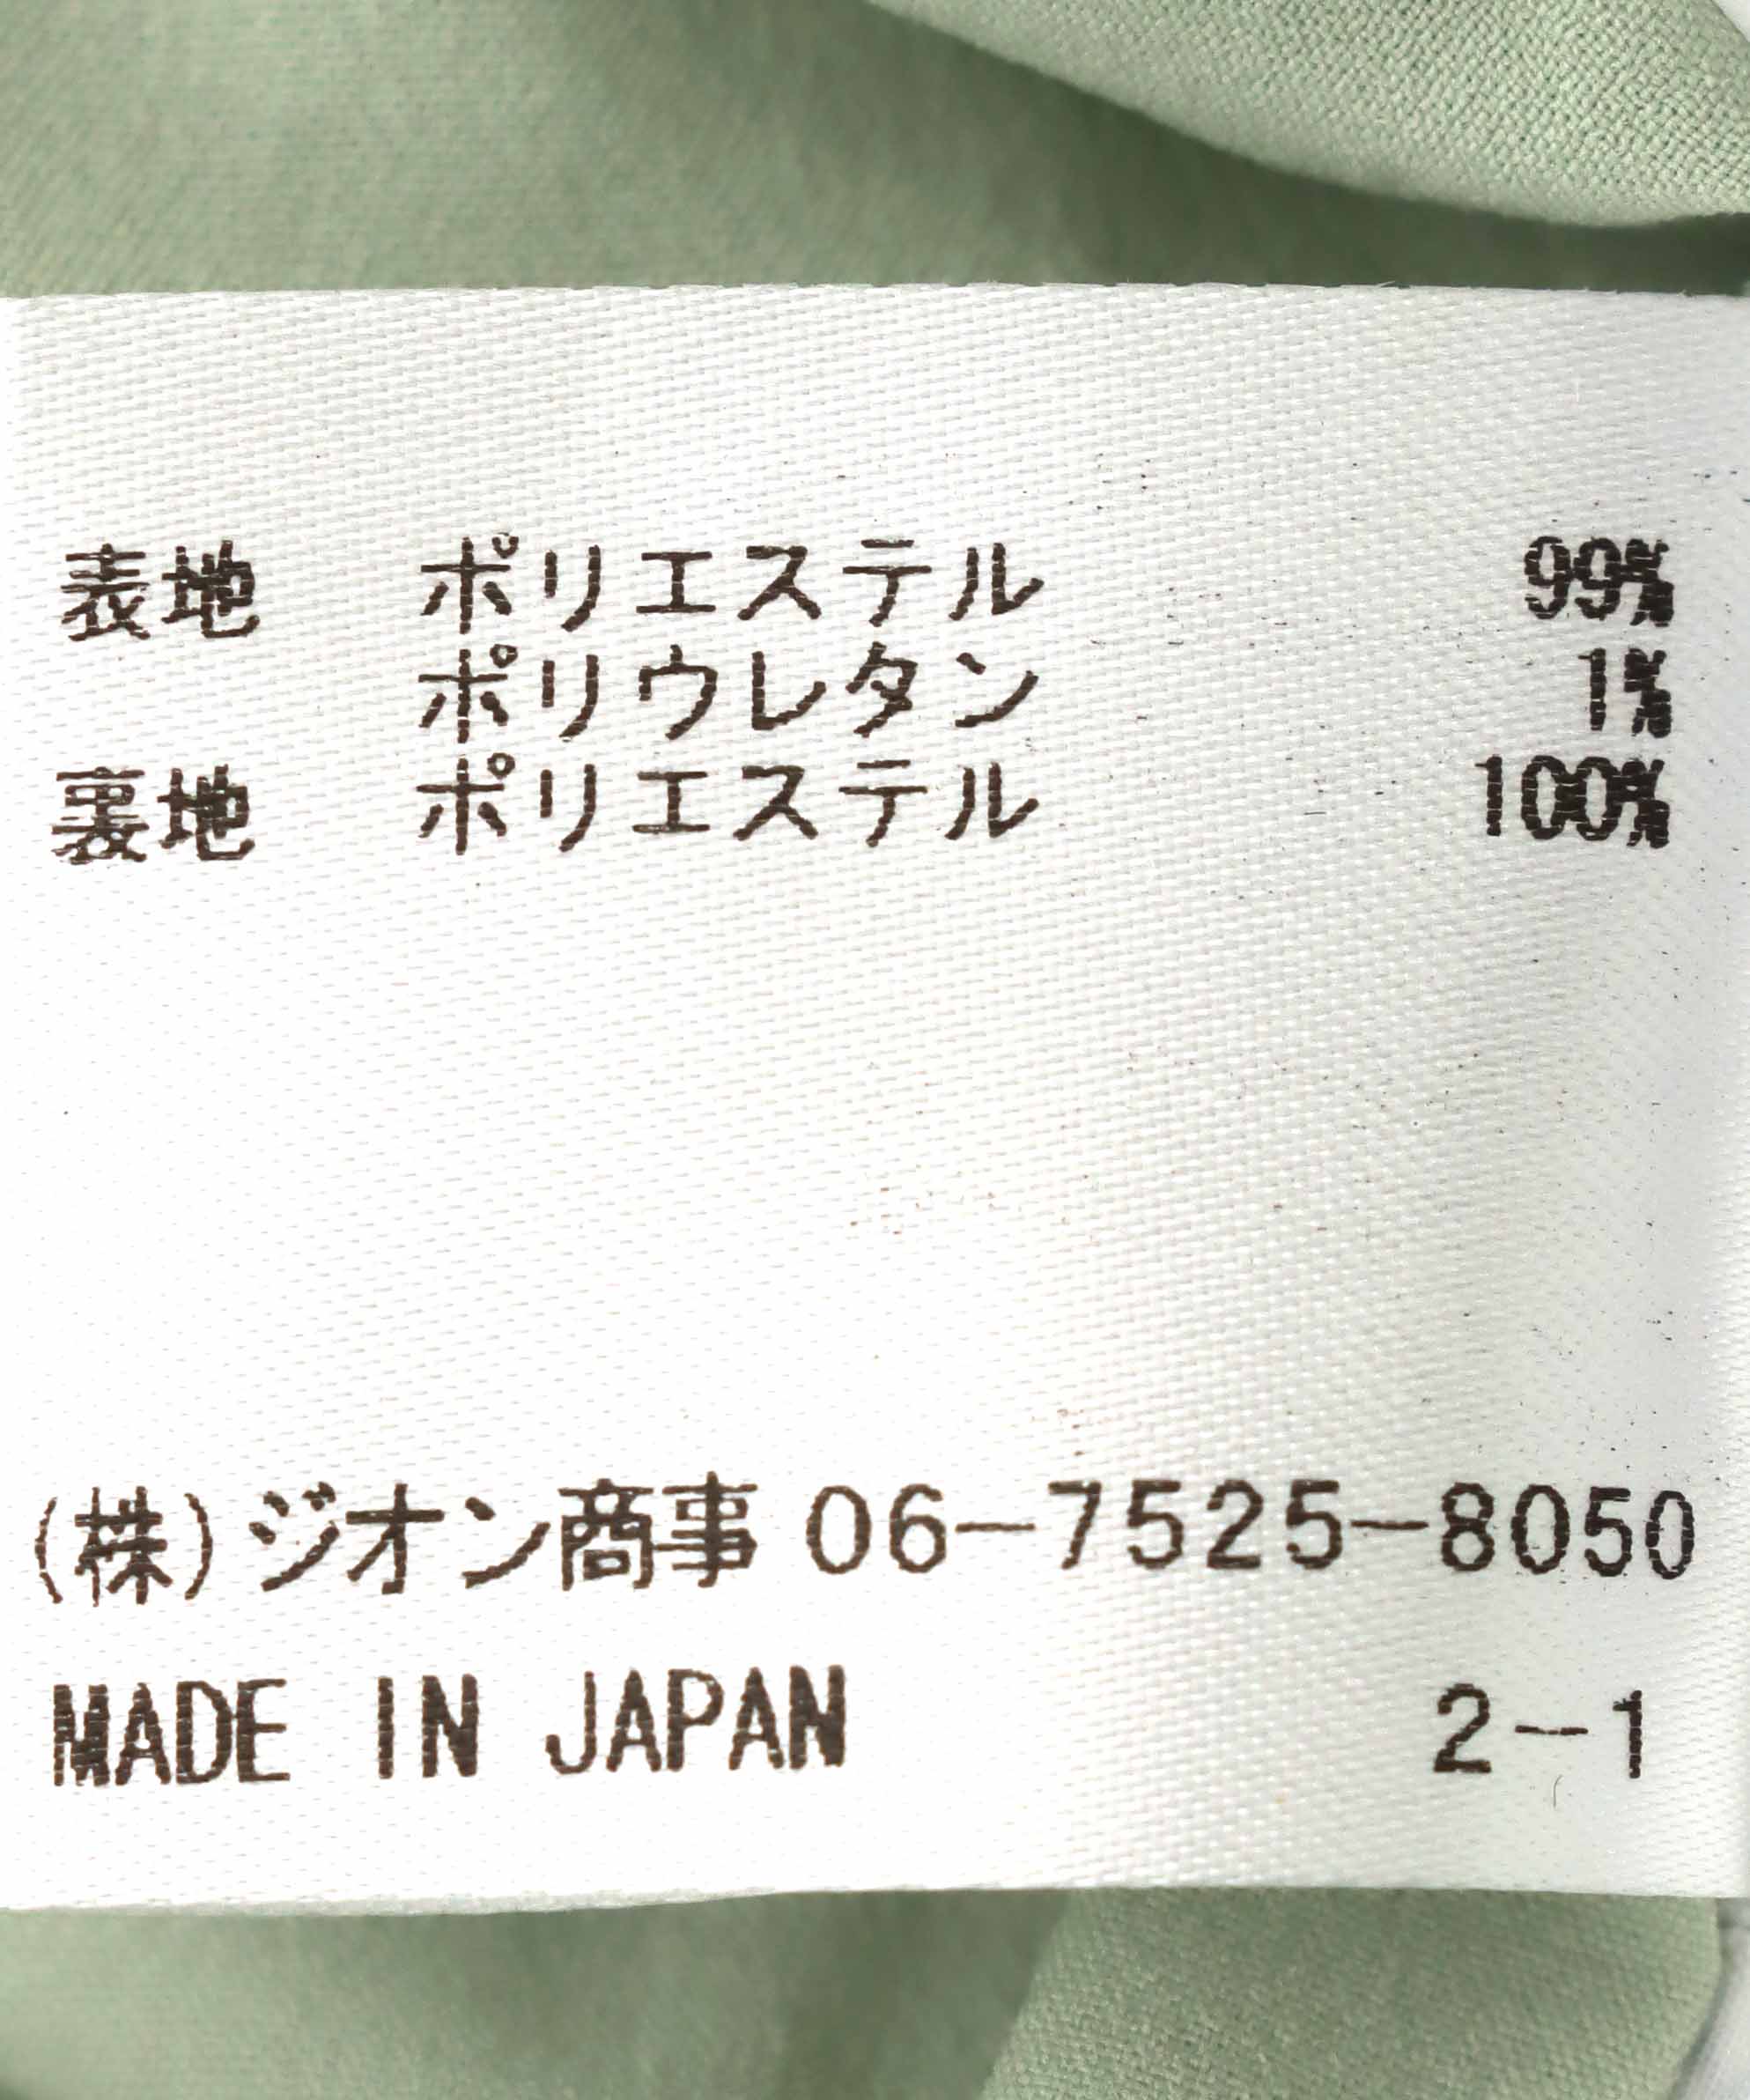 表地 ポリエステル 99%
ポリウレタン 1%
裏地 ポリエステル 100%
(株)ジオン商事 06-7525-8050
MADE IN JAPAN 2-1